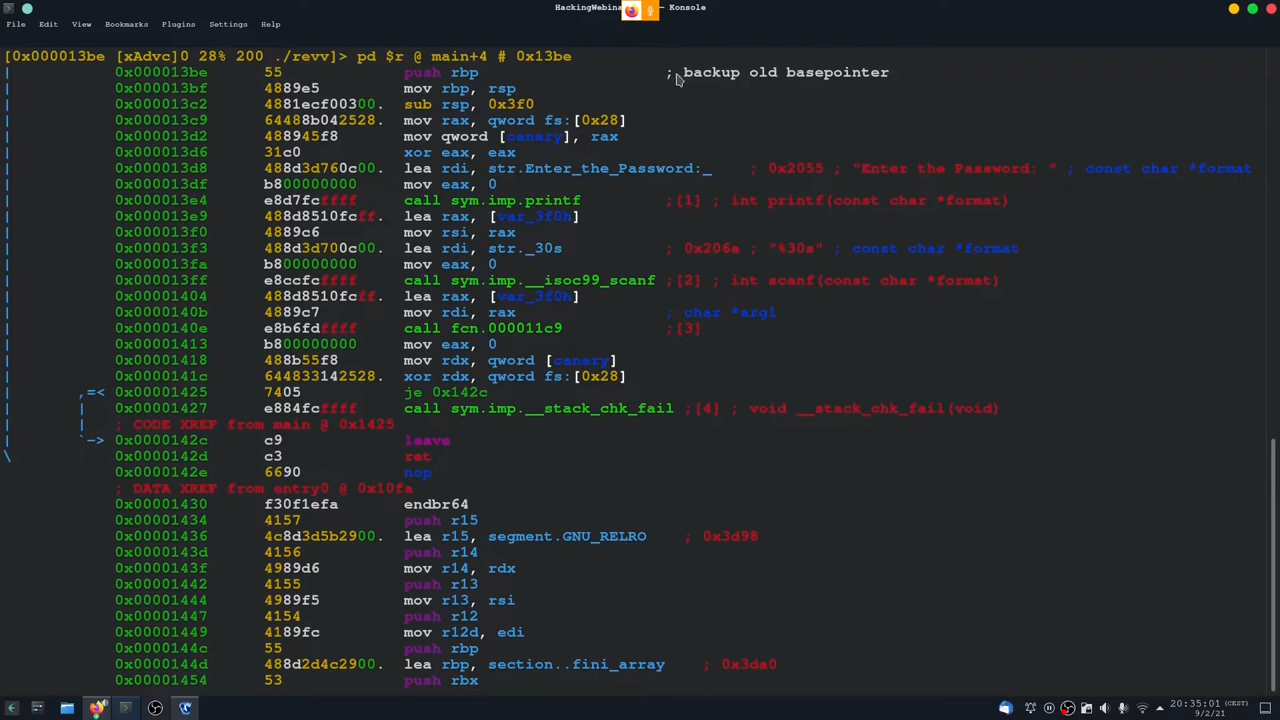 HackingWebina — Konsole
File Edit View Bookmarks Plugins Settings Help
[0x000013be [xAdvc]0 28% 200 ./revv]> pd $r @ main+4 # 0x13be
0x000013be 55 push rbp ; backup old basepointer
0x000013bf 4889e5 mov rbp, rsp
0x000013c2 4881ecf00300. sub rsp, 0x3f0
0x000013c9 64488b042528. mov rax, qword fs:[0x28]
0x000013d2 488945f8 mov qword [canary], rax
0x000013d6 31c0 xor eax, eax
0x000013d8 488d3d760c00. lea rdi, str.Enter_the_Password:_ ; 0x2055 ; "Enter the Password: " ; const char *format
0x000013df b800000000 mov eax, 0
0x000013e4 e8d7fcffff call sym.imp.printf ;[1] ; int printf(const char *format)
0x000013e9 488d8510fcff. lea rax, [var_3f0h]
0x000013f0 4889c6 mov rsi, rax
0x000013f3 488d3d700c00. lea rdi, str._30s ; 0x206a ; "%30s" ; const char *format
0x000013fa b800000000 mov eax, 0
0x000013ff e8ccfcffff call sym.imp.__isoc99_scanf ;[2] ; int scanf(const char *format)
0x00001404 488d8510fcff. lea rax, [var_3f0h]
0x0000140b 4889c7 mov rdi, rax ; char *arg1
0x0000140e e8b6fdffff call fcn.000011c9 ;[3]
0x00001413 b800000000 mov eax, 0
0x00001418 488b55f8 mov rdx, qword [canary]
0x0000141c 644833142528. xor rdx, qword fs:[0x28]
,=< 0x00001425 7405 je 0x142c
0x00001427 e884fcffff call sym.imp.__stack_chk_fail ;[4] ; void __stack_chk_fail(void)
; CODE XREF from main @ 0x1425
`-> 0x0000142c c9 leave
0x0000142d c3 ret
0x0000142e 6690 nop
; DATA XREF from entry0 @ 0x10fa
0x00001430 f30f1efa endbr64
0x00001434 4157 push r15
0x00001436 4c8d3d5b2900. lea r15, segment.GNU_RELRO ; 0x3d98
0x0000143d 4156 push r14
0x0000143f 4989d6 mov r14, rdx
0x00001442 4155 push r13
0x00001444 4989f5 mov r13, rsi
0x00001447 4154 push r12
0x00001449 4189fc mov r12d, edi
0x0000144c 55 push rbp
0x0000144d 488d2d4c2900. lea rbp, section..fini_array ; 0x3da0
0x00001454 53 push rbx
20:35:01 (CEST)
9/2/21